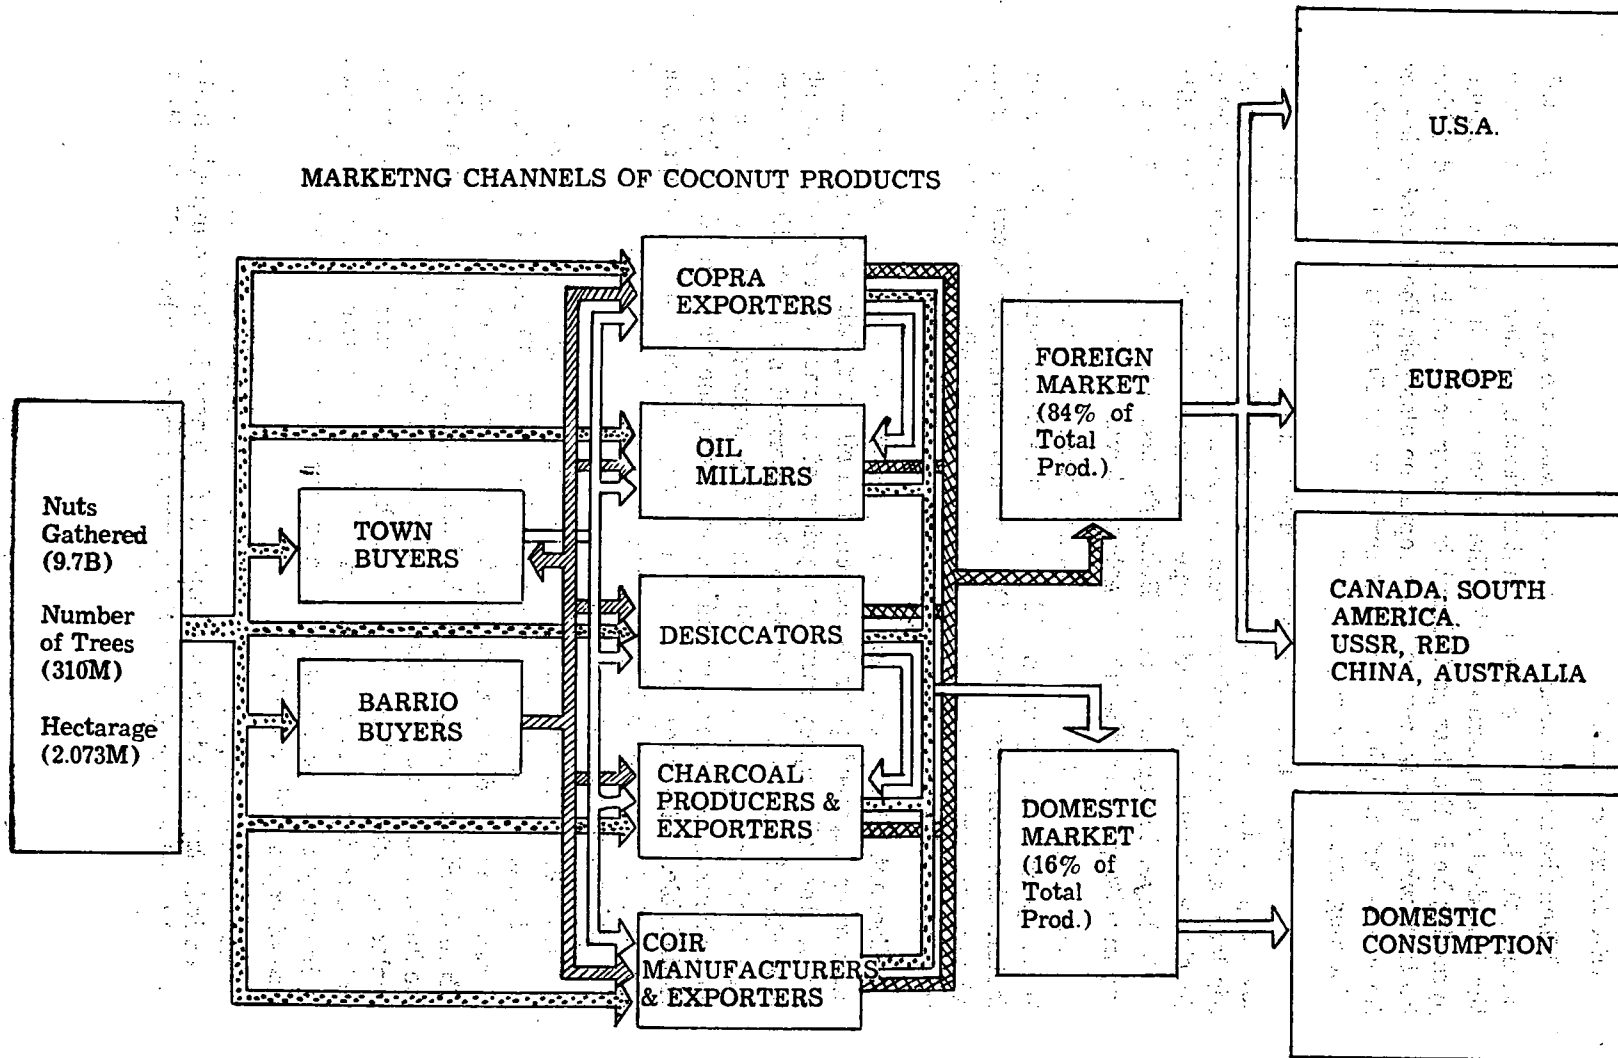 MARKETNG CHANNELS OF COCONUT PRODUCTS
Nuts
Gathered
(9.7B)
Number
of Trees
(310M)
Hectarage
(2.073M)
TOWN
BUYERS
BARRIO
BUYERS
COPRA
EXPORTERS
OIL
MILLERS
DESICCATORS
CHARCOAL
PRODUCERS &
EXPORTERS
COIR
MANUFACTURERS
& EXPORTERS
FOREIGN
MARKET
(84% of
Total
Prod.)
DOMESTIC
MARKET
(16% of
Total
Prod.)
U.S.A.
EUROPE
CANADA, SOUTH
AMERICA.
USSR, RED
CHINA, AUSTRALIA
DOMESTIC
CONSUMPTION